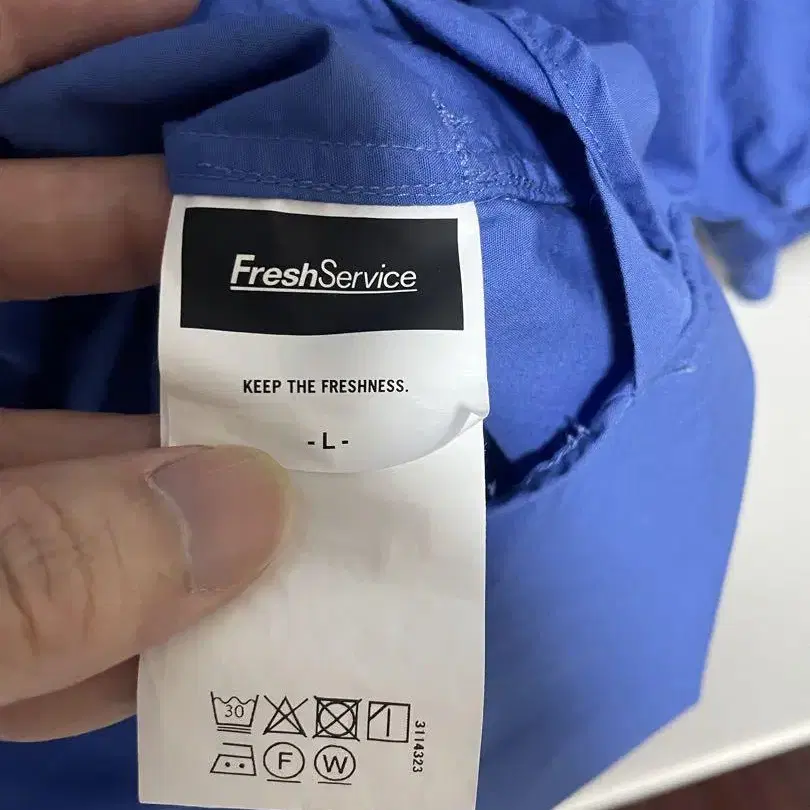 FreshService
KEEP THE FRESHNESS.
- L -
30
F W
3114323